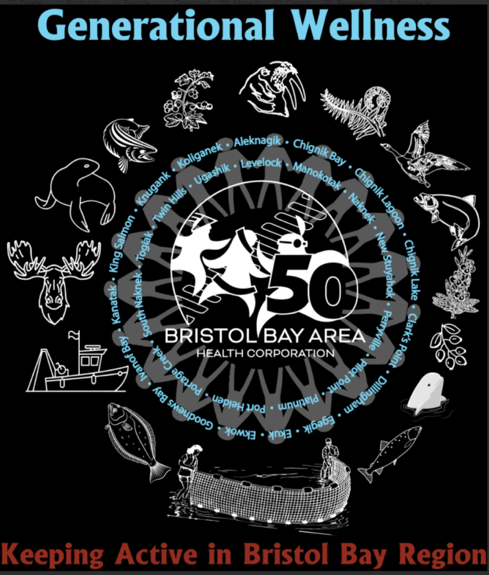 Generational Wellness
Aleknagik • Chignik Bay • Chignik Lagoon • Chignik Lake • Clark's Point • Dillingham • Egegik • Ekuk • Ekwok • Goodnews Bay • Ivanof Bay • Kanatak • King Salmon • Knugank • Koliganek •
Levelock • Manokotak • Naknek • New Stuyahok • Perryville • Pilot Point • Platinum • Port Heiden • Portage Creek • South Naknek • Togiak • Twin Hills • Ugashik •
50
BRISTOL BAY AREA
HEALTH CORPORATION
Keeping Active in Bristol Bay Region